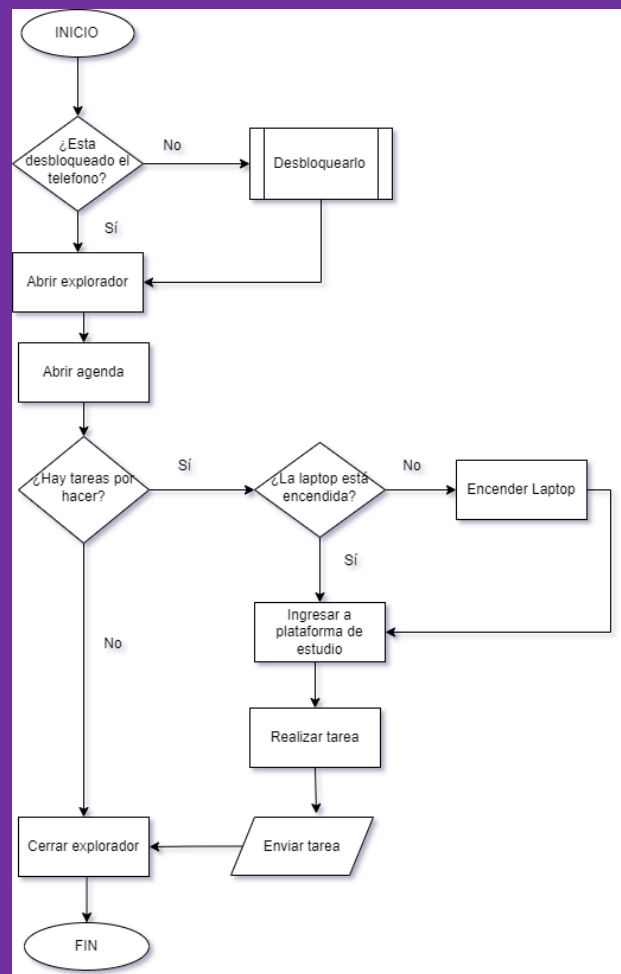 INICIO
¿Esta
desbloqueado el
telefono?
No
Desbloquearlo
Sí
Abrir explorador
Abrir agenda
¿Hay tareas por
hacer?
Sí
¿La laptop está
encendida?
No
Encender Laptop
Sí
Ingresar a
plataforma de
estudio
No
Realizar tarea
Cerrar explorador
Enviar tarea
FIN